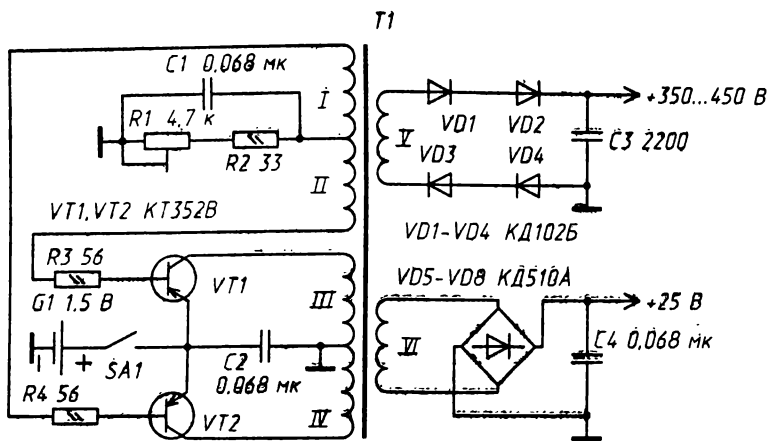 T1
C1 0,068 мк
I
R1 4,7 к
R2 33
II
VT1, VT2 КТ352В
R3 56
VT1
G1 1,5 В
III
SA1
C2
0,068 мк
R4 56
VT2
IV
+350...450 В
VD1
VD2
V
C3 2200
VD3
VD4
VD1-VD4 КД102Б
VD5-VD8 КД510А
+25 В
VI
C4 0,068 мк